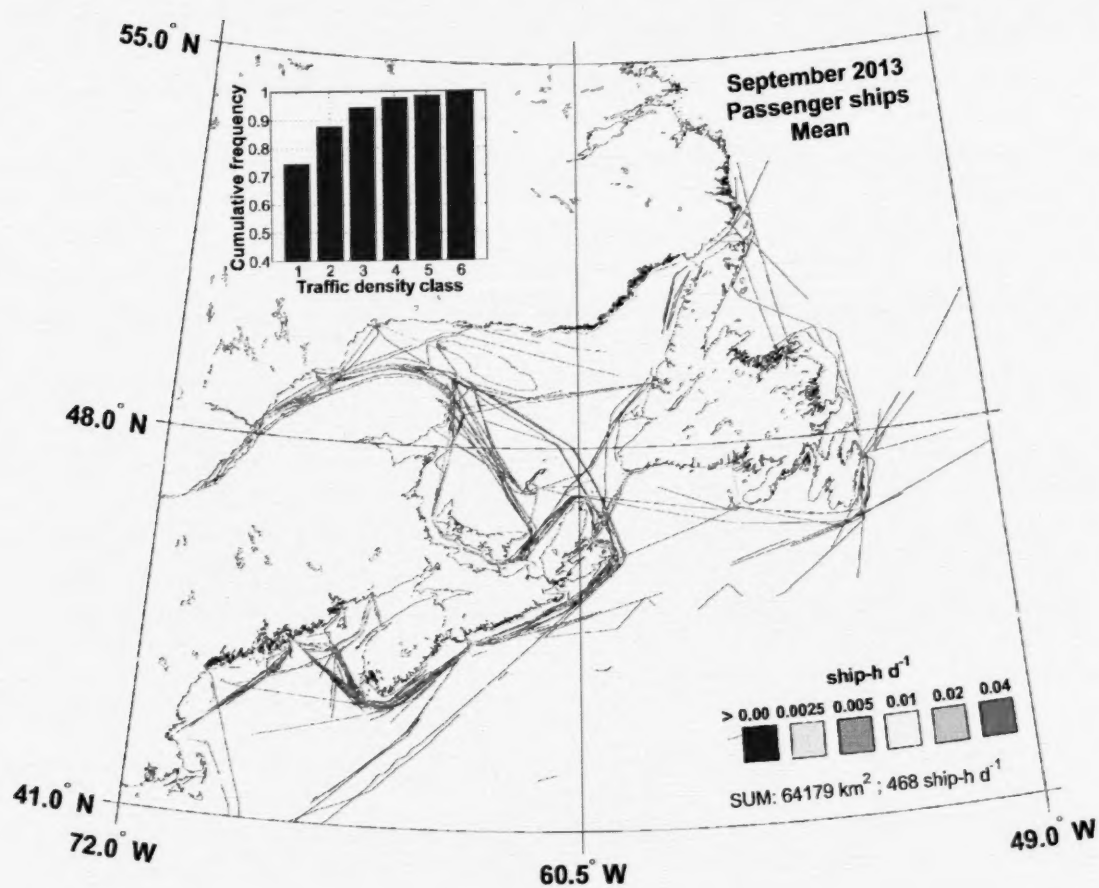 55.0° N
September 2013
Passenger ships
Mean
Cumulative frequency
1
0.9
0.8
0.7
0.6
0.5
0.4
1 2 3 4 5 6
Traffic density class
48.0° N
ship-h d⁻¹
> 0.00 0.0025 0.005 0.01 0.02 0.04
SUM: 64179 km² ; 468 ship-h d⁻¹
41.0° N
72.0° W
60.5° W
49.0° W